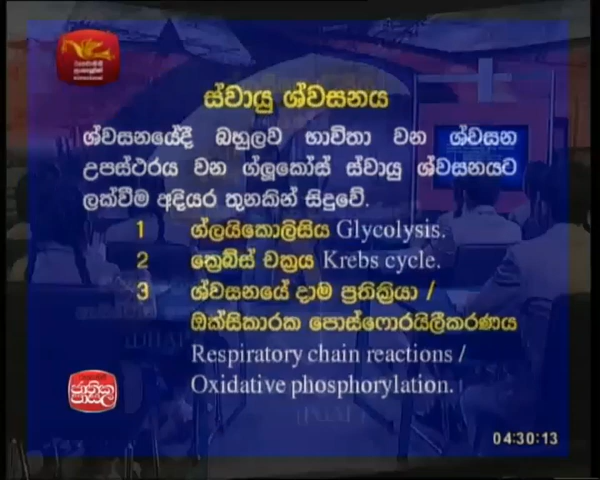 ස්වායු ශ්වසනය
ශ්වසනයේදී බහුලව භාවිතා වන ශ්වසන
උපස්ථරය වන ග්ලූකෝස් ස්වායු ශ්වසනයට
ලක්වීම අදියර තුනකින් සිදුවේ.
1 ග්ලයිකොලිසිය Glycolysis.
2 ක්‍රෙබ්ස් චක්‍රය Krebs cycle.
3 ශ්වසනයේ දාම ප්‍රතික්‍රියා /
ඔක්සිකාරක පොස්ෆොරයිලීකරණය
Respiratory chain reactions /
Oxidative phosphorylation.
ජාතික
පාසල
04:30:13